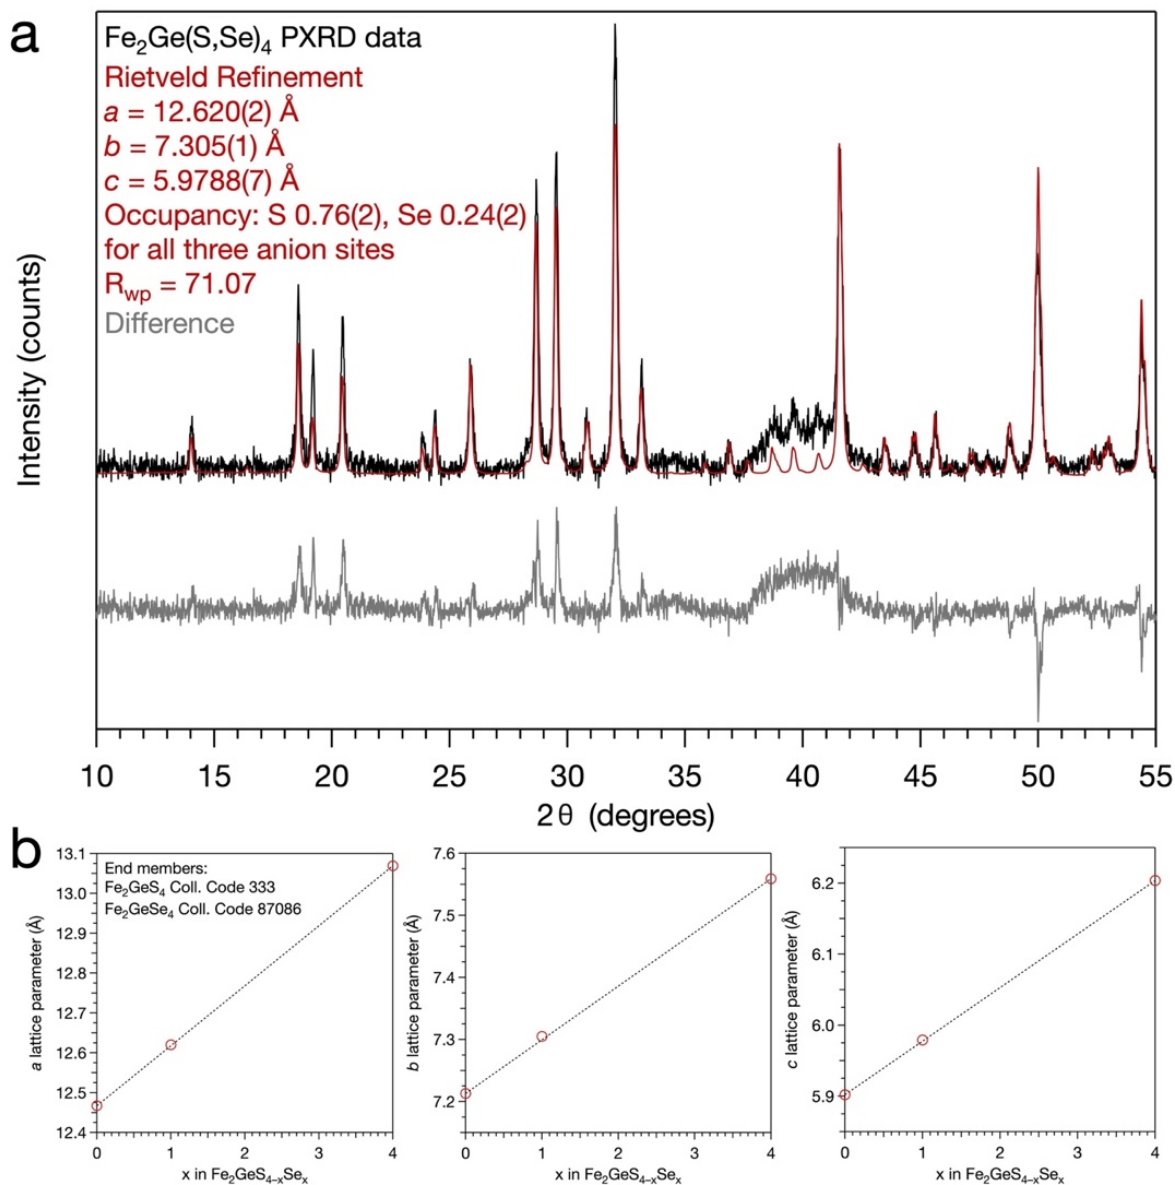 a
Fe₂Ge(S,Se)₄ PXRD data
Rietveld Refinement
a = 12.620(2) Å
b = 7.305(1) Å
c = 5.9788(7) Å
Occupancy: S 0.76(2), Se 0.24(2)
for all three anion sites
R_wp = 71.07
Difference
Intensity (counts)
10 15 20 25 30 35 40 45 50 55
2θ (degrees)
b
a lattice parameter (Å)
13.1
13.0
12.9
12.8
12.7
12.6
12.5
12.4
End members:
Fe₂GeS₄ Coll. Code 333
Fe₂GeSe₄ Coll. Code 87086
0 1 2 3 4
x in Fe₂GeS₄₋ₓSeₓ
b lattice parameter (Å)
7.6
7.5
7.4
7.3
7.2
0 1 2 3 4
x in Fe₂GeS₄₋ₓSeₓ
c lattice parameter (Å)
6.2
6.1
6.0
5.9
0 1 2 3 4
x in Fe₂GeS₄₋ₓSeₓ